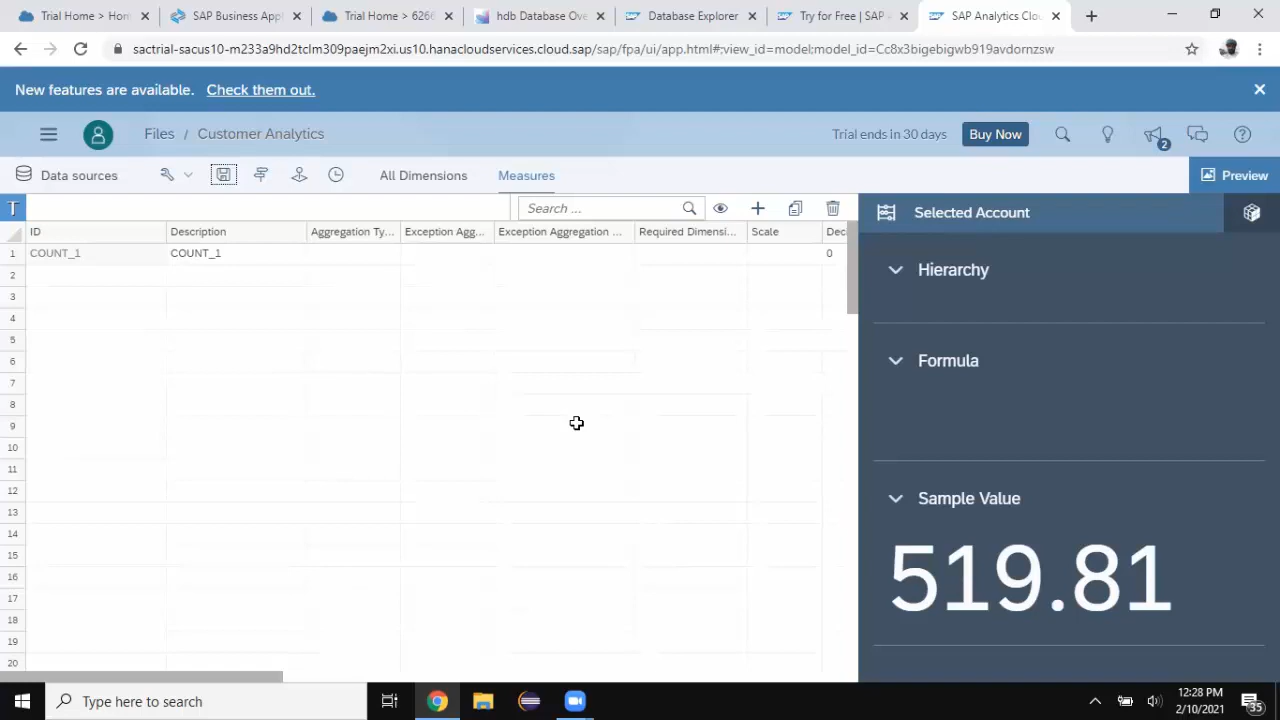 Trial Home > Hom
SAP Business Appl
Trial Home > 6266
hdb Database Ove
Database Explorer
Try for Free | SAP
SAP Analytics Clou
sactrial-sacus10-m233a9hd2tclm309paejm2xi.us10.hanacloudservices.cloud.sap/sap/fpa/ui/app.html#;view_id=model;model_id=Cc8x3bigebigwb919avdornzsw
New features are available. Check them out.
Files / Customer Analytics
Trial ends in 30 days
Buy Now
2
Data sources
All Dimensions
Measures
Preview
T
Search ...
Selected Account
ID Description Aggregation Ty... Exception Agg... Exception Aggregation ... Required Dimensi... Scale Dec
1 COUNT_1 COUNT_1 0
2
3
4
5
6
7
8
9
10
11
12
13
14
15
16
17
18
19
20
Hierarchy
Formula
Sample Value
519.81
Type here to search
12:28 PM
2/10/2021
35